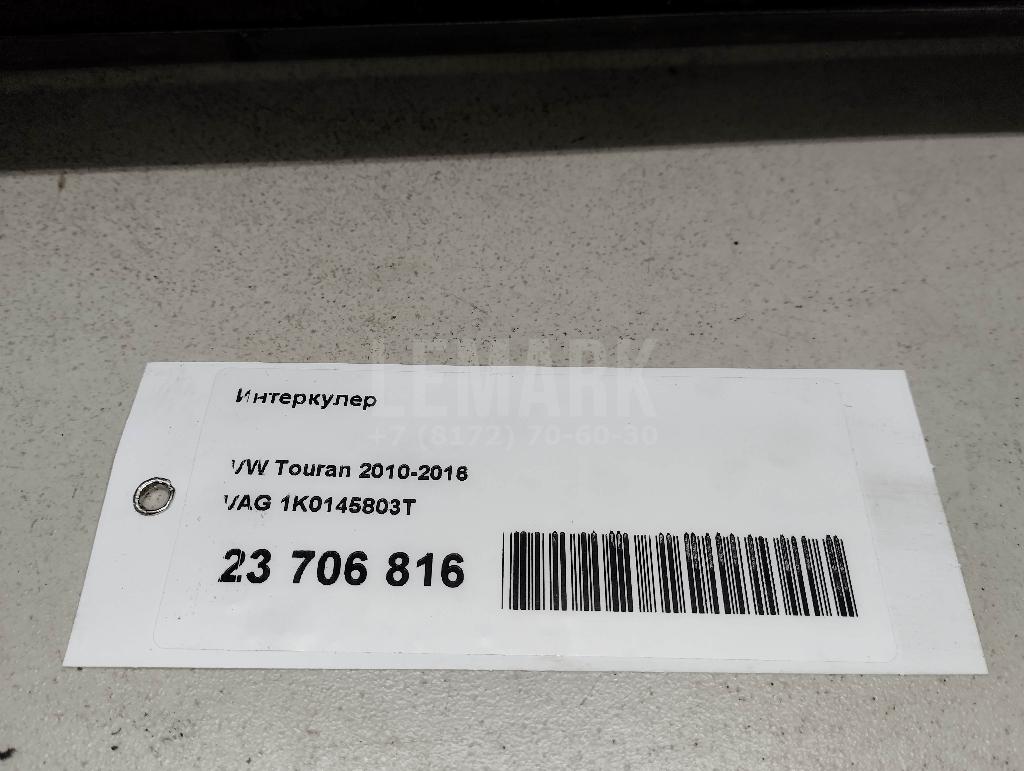 LEMARK
+7 (8172) 70-60-30
Интеркулер
VW Touran 2010-2016
VAG 1K0145803T
23 706 816